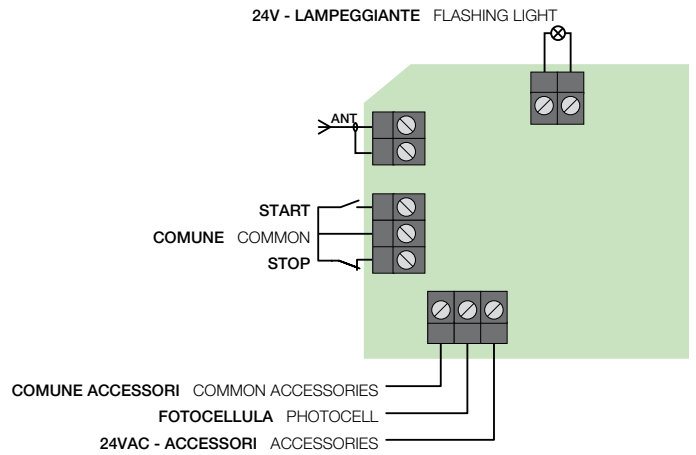 24V - LAMPEGGIANTE FLASHING LIGHT
ANT
START
COMUNE COMMON
STOP
COMUNE ACCESSORI COMMON ACCESSORIES
FOTOCELLULA PHOTOCELL
24VAC - ACCESSORI ACCESSORIES